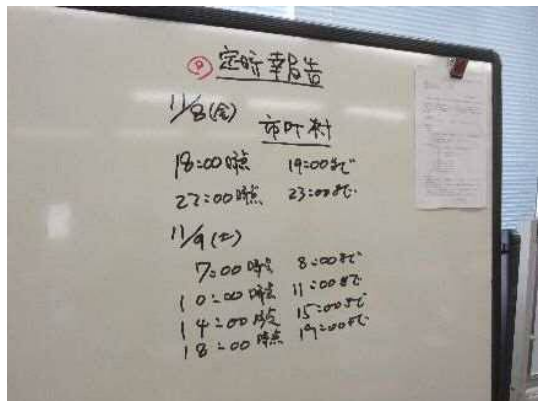 Ⓟ 定時報告
11/8(金)
市町村
18:00時点 19:00まで
22:00時点 23:00まで
11/9(土)
7:00時点 8:00まで
10:00時点 11:00まで
14:00時点 15:00まで
18:00時点 19:00まで